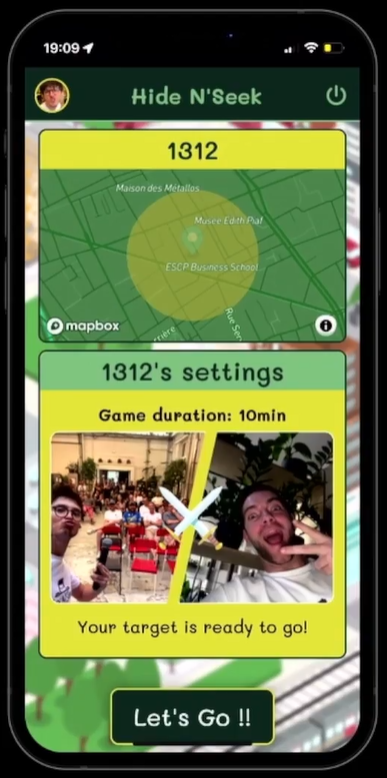 19:09
Hide N'Seek
1312
Maison des Métallos
Musée Edith Piaf
ESCP Business School...
Rue Ser
rrière
mapbox
1312's settings
Game duration: 10min
Your target is ready to go!
Let's Go !!